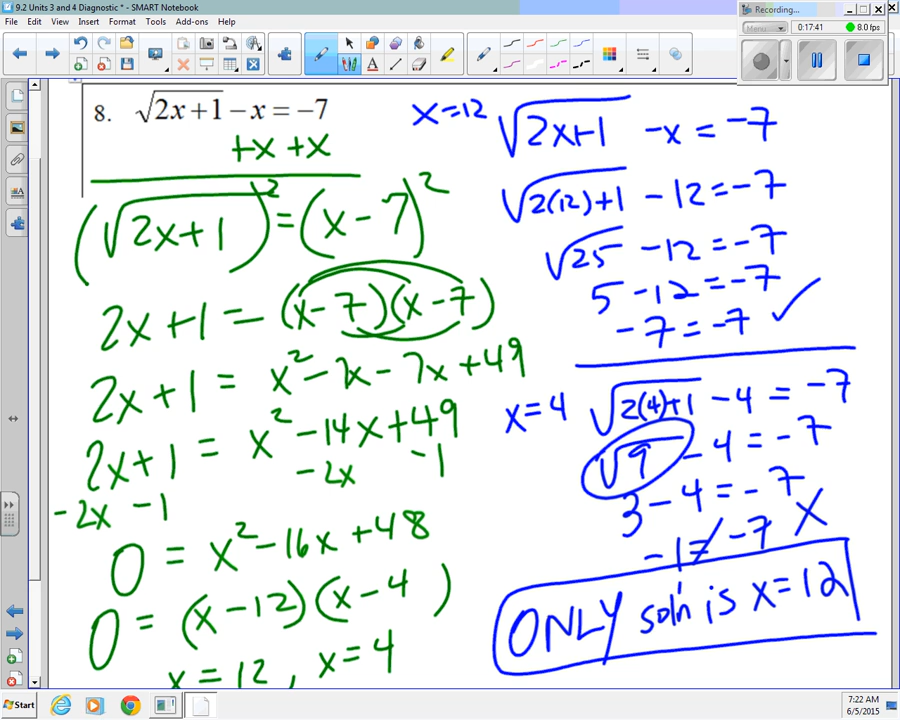 9.2 Units 3 and 4 Diagnostic * - SMART Notebook
File Edit View Insert Format Tools Add-ons Help
Recording...
Menu
0:17:41
8.0 fps
8. √(2x+1) − x = −7
+x +x
(√(2x+1))² = (x − 7)²
2x+1 = (x−7)(x−7)
2x+1 = x² − 7x − 7x + 49
2x+1 = x² − 14x + 49
−2x −1 −2x −1
0 = x² − 16x + 48
0 = (x − 12)(x − 4)
x = 12, x = 4
x=12 √(2x+1) − x = −7
√(2(12)+1) − 12 = −7
√25 − 12 = −7
5 − 12 = −7
−7 = −7 ✓
x=4 √(2(4)+1) − 4 = −7
√9 − 4 = −7
3 − 4 = −7
−1 ≠ −7 X
ONLY soln is x=12
Start
7:22 AM
6/5/2015